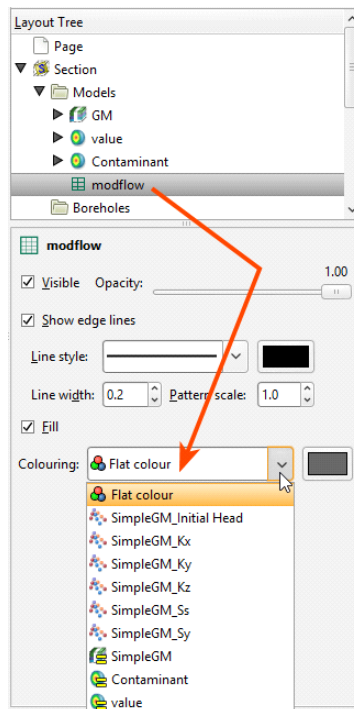 Layout Tree
Page
Section
Models
GM
value
Contaminant
modflow
Boreholes
modflow
Visible Opacity: 1.00
Show edge lines
Line style:
Line width: 0.2 Pattern scale: 1.0
Fill
Colouring: Flat colour
Flat colour
SimpleGM_Initial Head
SimpleGM_Kx
SimpleGM_Ky
SimpleGM_Kz
SimpleGM_Ss
SimpleGM_Sy
SimpleGM
Contaminant
value